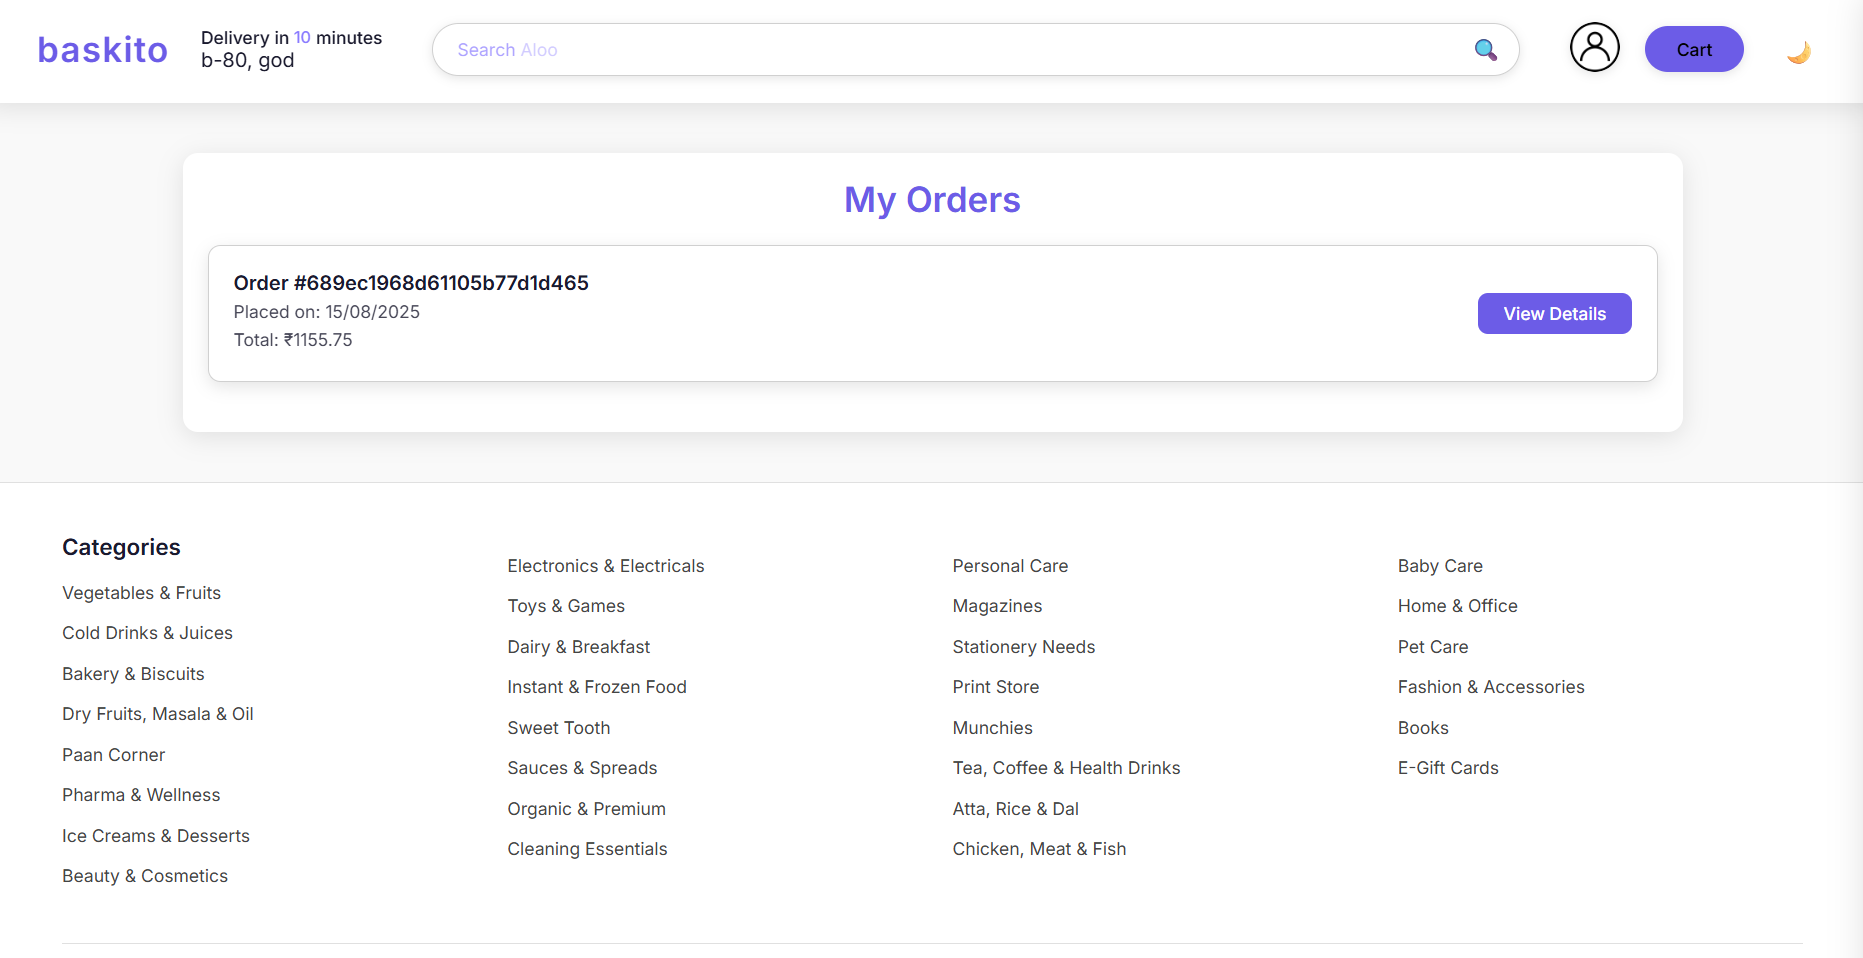 baskito
Delivery in 10 minutes
b-80, god
Search Aloo
Cart
My Orders
Order #689ec1968d61105b77d1d465
Placed on: 15/08/2025
Total: ₹1155.75
View Details
Categories
Vegetables & Fruits
Cold Drinks & Juices
Bakery & Biscuits
Dry Fruits, Masala & Oil
Paan Corner
Pharma & Wellness
Ice Creams & Desserts
Beauty & Cosmetics
Electronics & Electricals
Toys & Games
Dairy & Breakfast
Instant & Frozen Food
Sweet Tooth
Sauces & Spreads
Organic & Premium
Cleaning Essentials
Personal Care
Magazines
Stationery Needs
Print Store
Munchies
Tea, Coffee & Health Drinks
Atta, Rice & Dal
Chicken, Meat & Fish
Baby Care
Home & Office
Pet Care
Fashion & Accessories
Books
E-Gift Cards